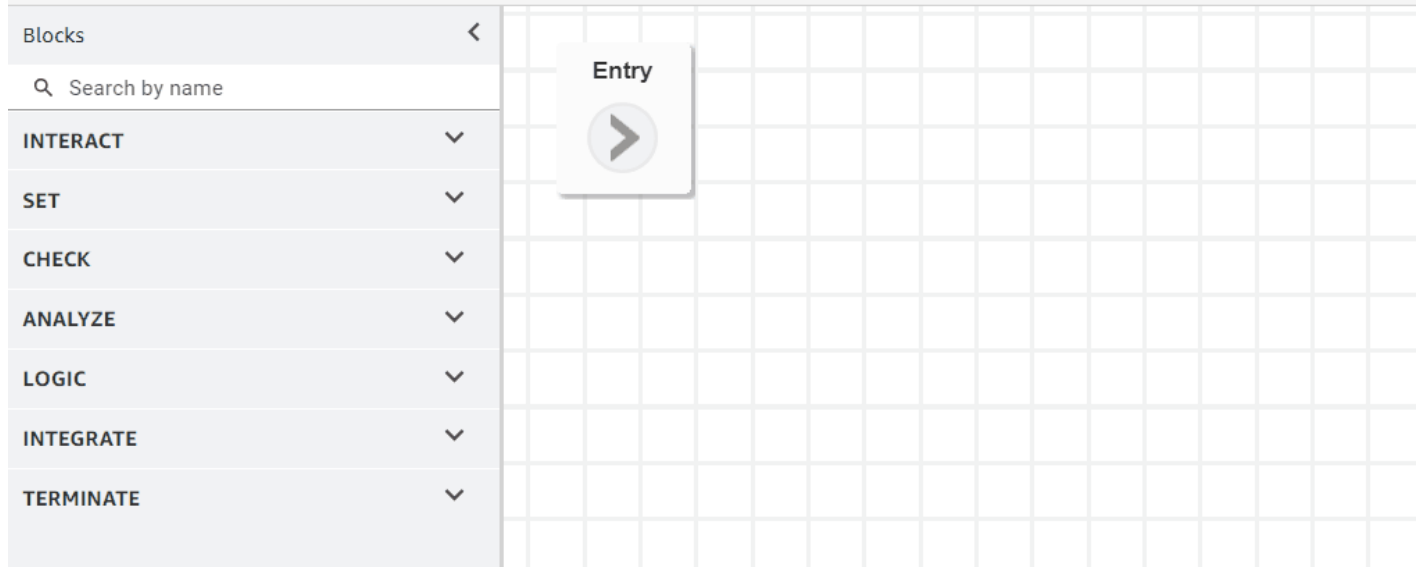 Blocks
Search by name
INTERACT
SET
CHECK
ANALYZE
LOGIC
INTEGRATE
TERMINATE
Entry